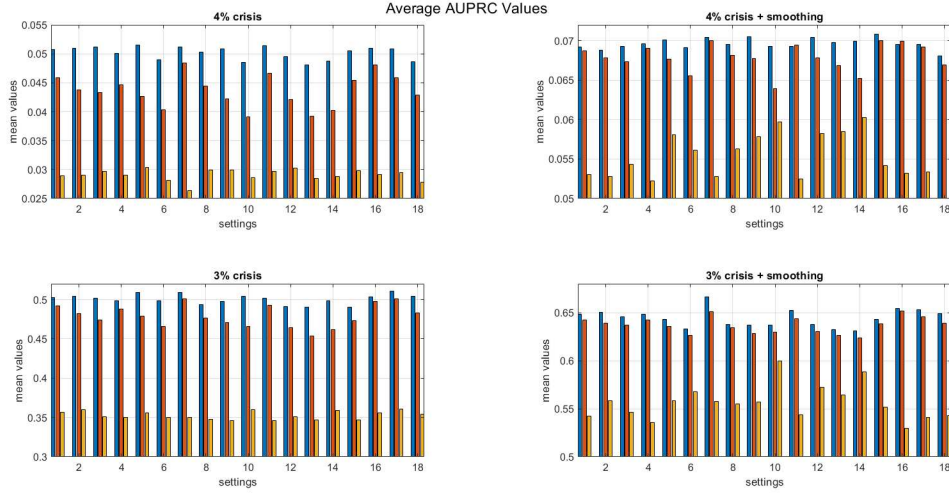 Average AUPRC Values
4% crisis
0.055
0.05
0.045
0.04
0.035
0.03
0.025
mean values
2 4 6 8 10 12 14 16 18
settings
4% crisis + smoothing
0.07
0.065
0.06
0.055
0.05
mean values
2 4 6 8 10 12 14 16 18
settings
3% crisis
0.5
0.45
0.4
0.35
0.3
mean values
2 4 6 8 10 12 14 16 18
settings
3% crisis + smoothing
0.65
0.6
0.55
0.5
mean values
2 4 6 8 10 12 14 16 18
settings